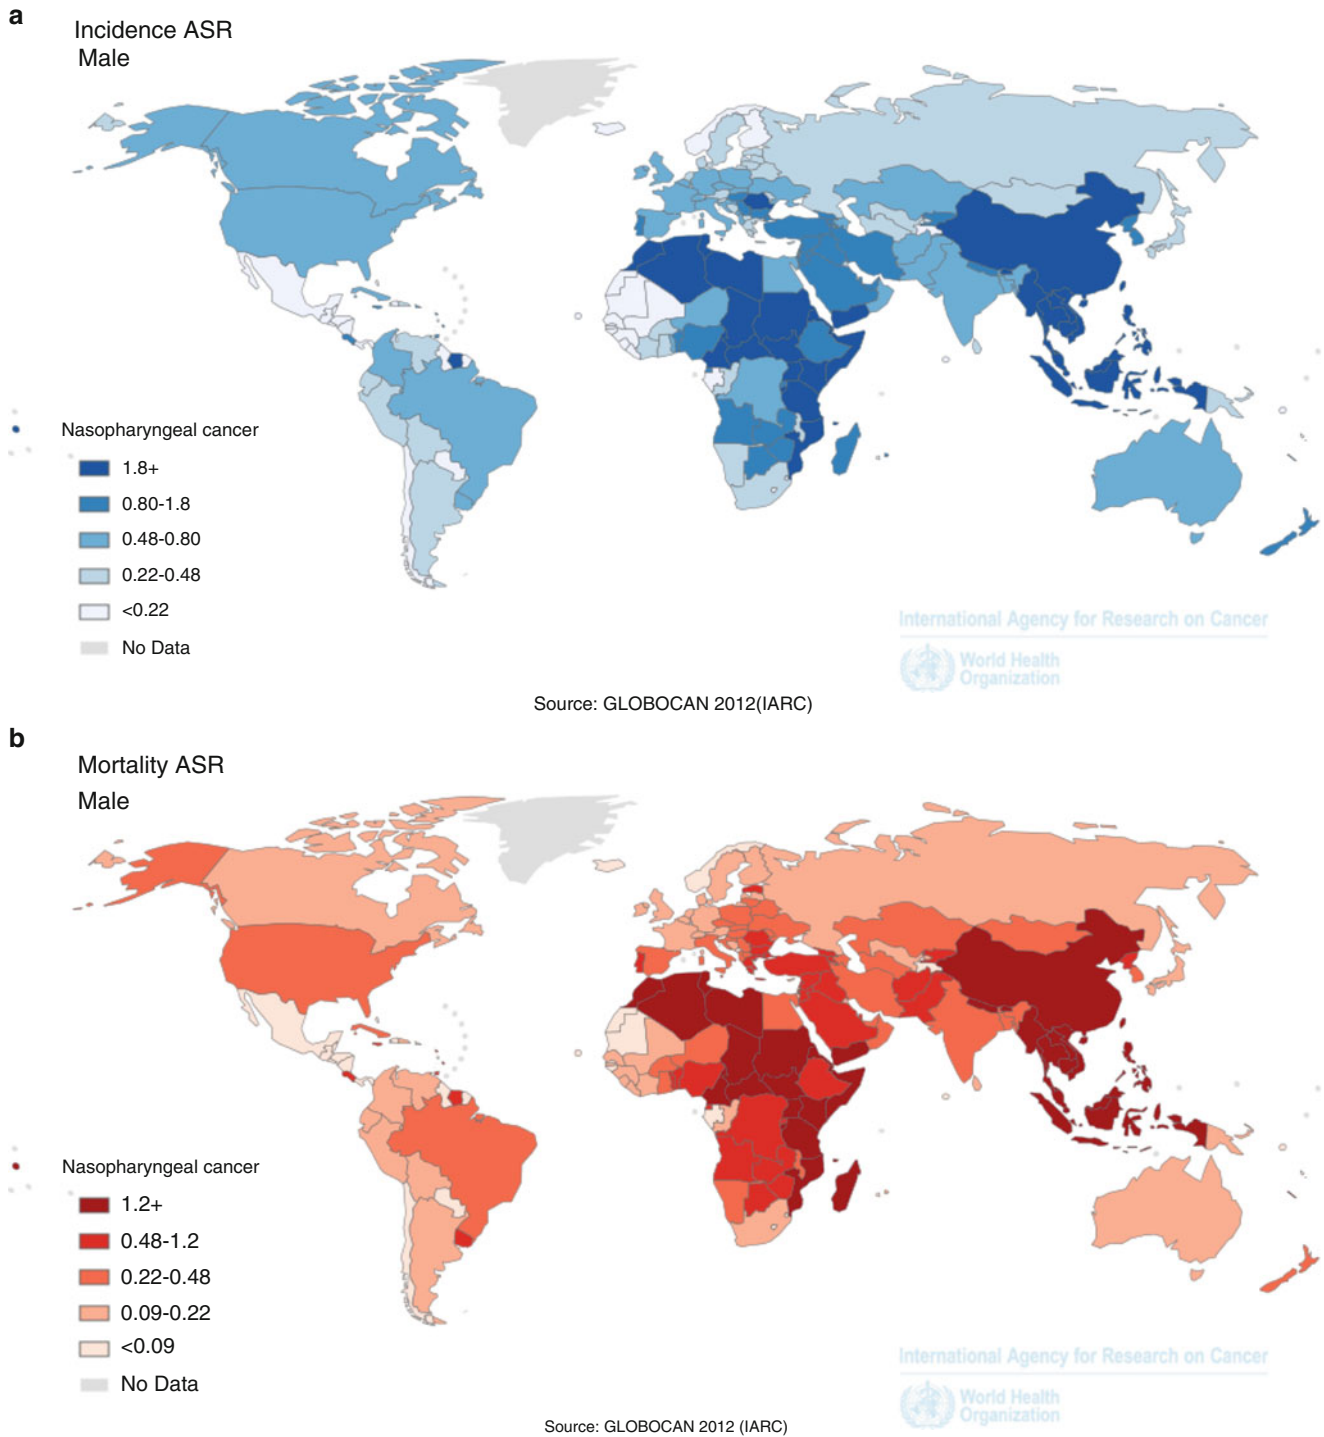 a
Incidence ASR
Male
Nasopharyngeal cancer
1.8+
0.80-1.8
0.48-0.80
0.22-0.48
<0.22
No Data
International Agency for Research on Cancer
World Health
Organization
Source: GLOBOCAN 2012(IARC)
b
Mortality ASR
Male
Nasopharyngeal cancer
1.2+
0.48-1.2
0.22-0.48
0.09-0.22
<0.09
No Data
International Agency for Research on Cancer
World Health
Organization
Source: GLOBOCAN 2012 (IARC)